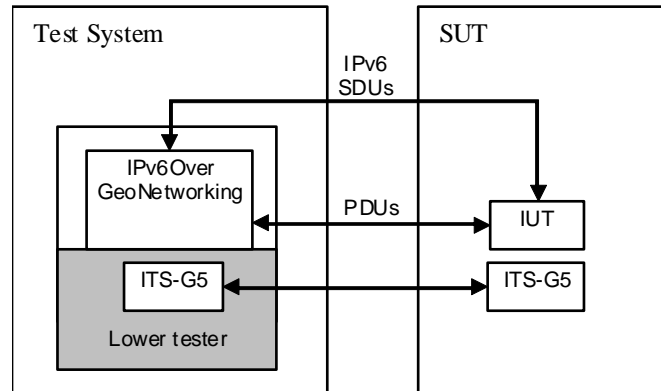 Test System
SUT
IPv6
SDUs
IPv6Over
GeoNetworking
PDUs
IUT
ITS-G5
ITS-G5
Lower tester